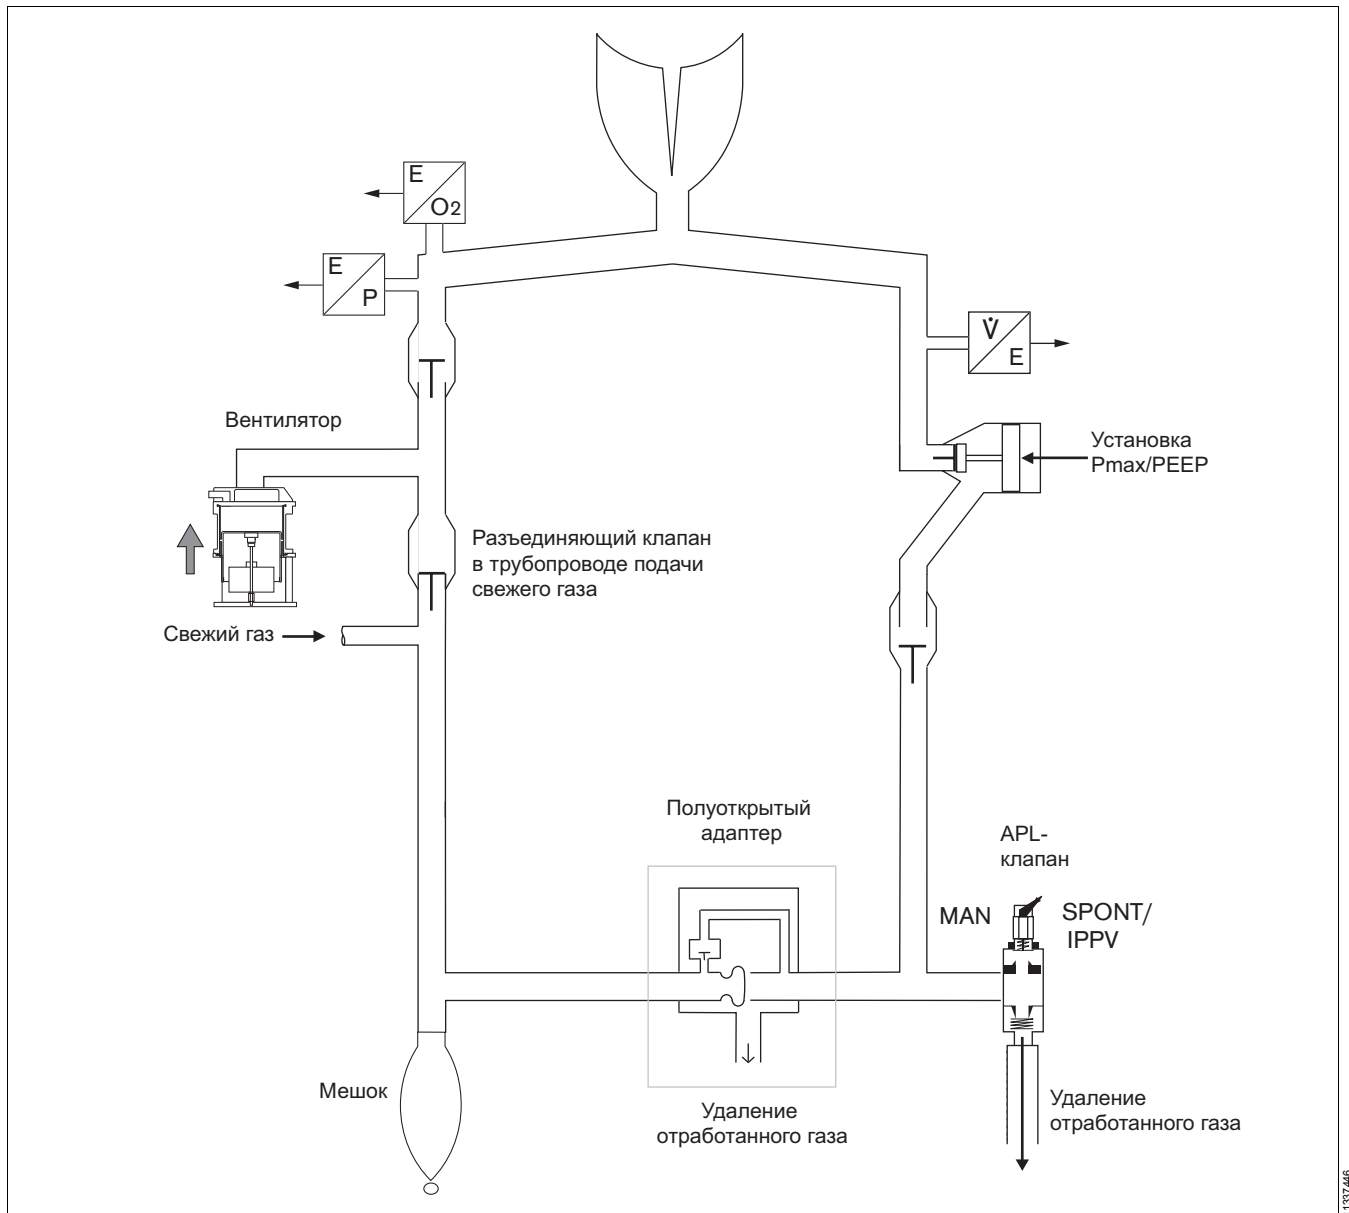 E
O2
E
P
V̇
E
Вентилятор
Установка
Pmax/PEEP
Разъединяющий клапан
в трубопроводе подачи
свежего газа
Свежий газ
Полуоткрытый
адаптер
APL-
клапан
MAN
SPONT/
IPPV
Мешок
Удаление
отработанного газа
Удаление
отработанного газа
1337446